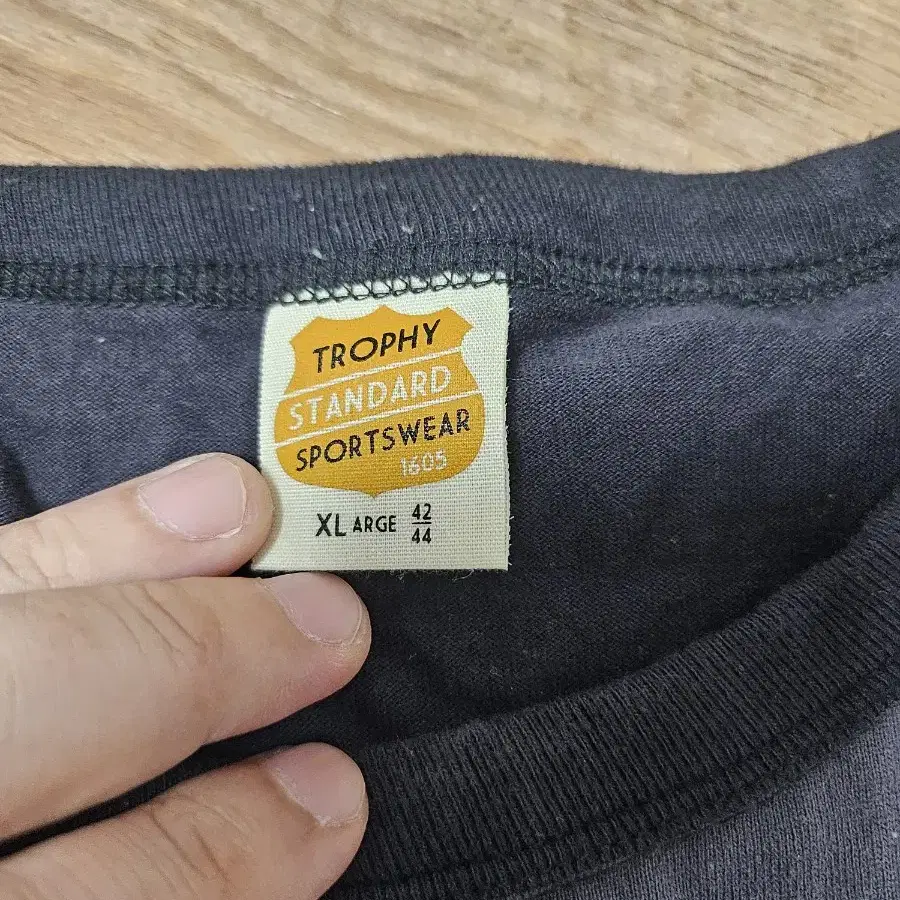 TROPHY
STANDARD
SPORTSWEAR
1605
XL ARGE 42/44